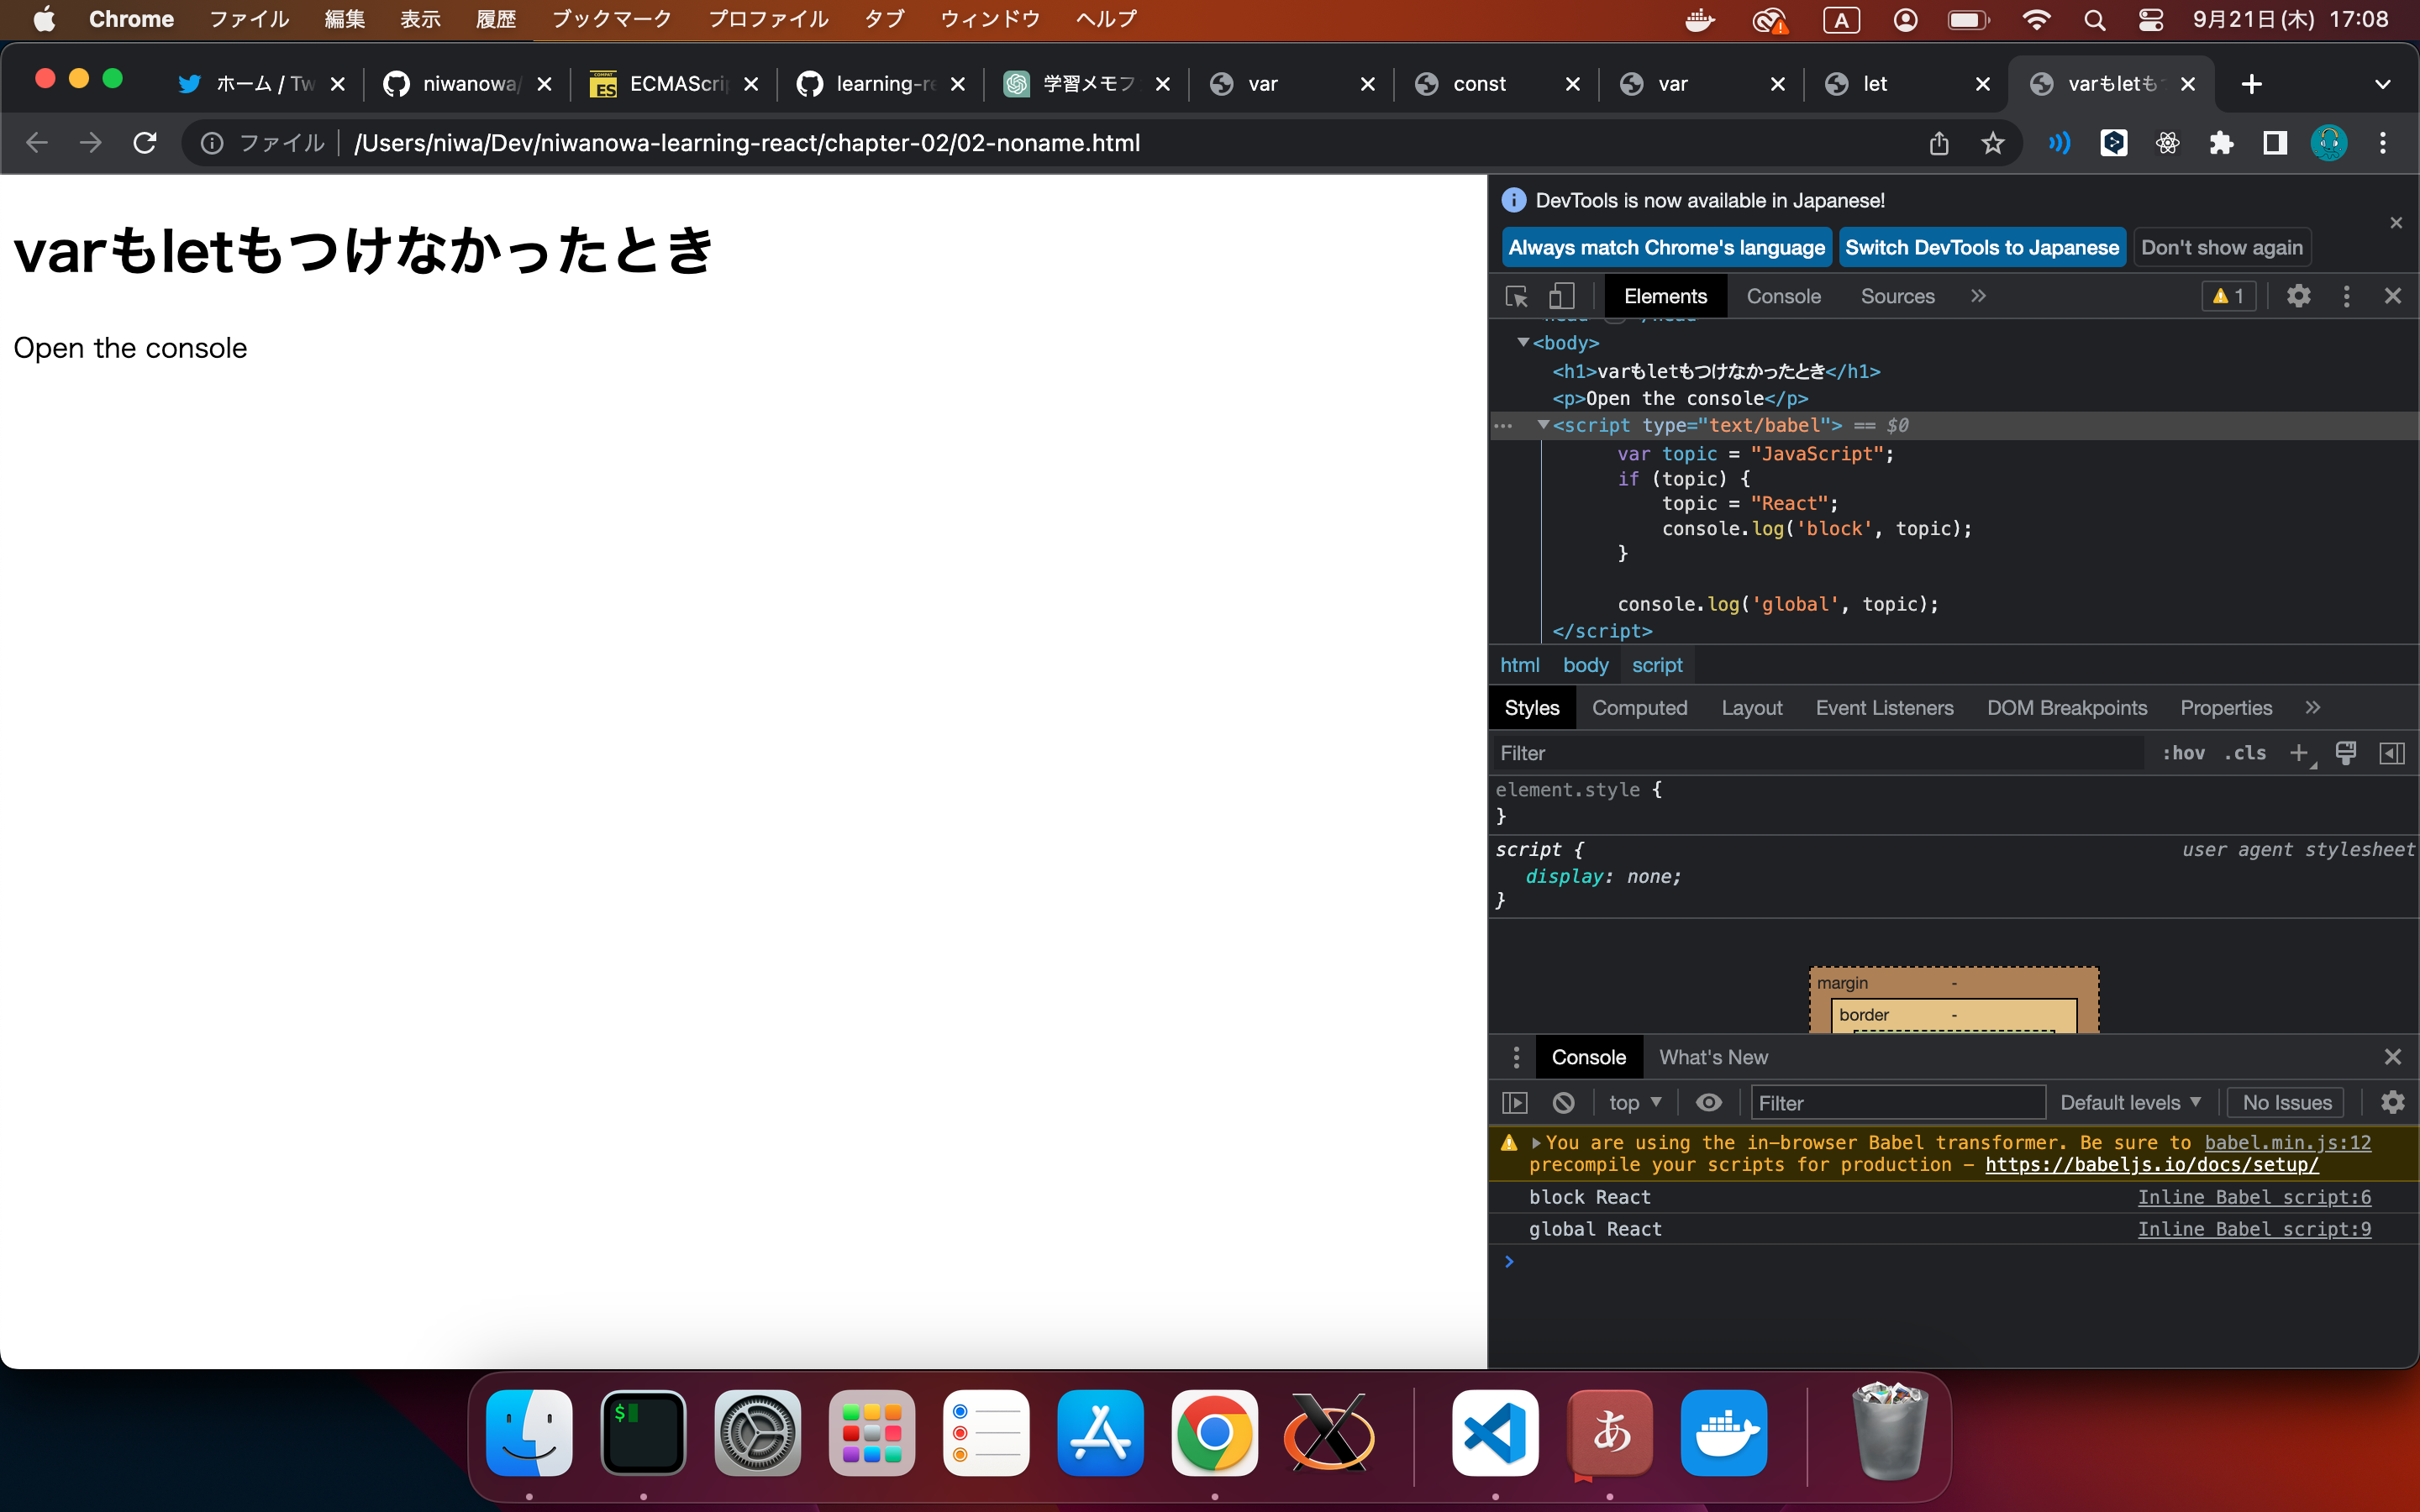 Chrome ファイル 編集 表示 履歴 ブックマーク プロファイル タブ ウィンドウ ヘルプ A 9月21日(木) 17:08
ホーム / Tw niwanowa/ ECMAScri learning-re 学習メモフ var const var let varもletも
ファイル /Users/niwa/Dev/niwanowa-learning-react/chapter-02/02-noname.html
varもletもつけなかったとき
Open the console
DevTools is now available in Japanese!
Always match Chrome's language Switch DevTools to Japanese Don't show again
Elements Console Sources 1
<body>
<h1>varもletもつけなかったとき</h1>
<p>Open the console</p>
<script type="text/babel"> == $0
var topic = "JavaScript";
if (topic) {
topic = "React";
console.log('block', topic);
}
console.log('global', topic);
</script>
html body script
Styles Computed Layout Event Listeners DOM Breakpoints Properties
Filter :hov .cls
element.style {
}
script { user agent stylesheet
display: none;
}
margin -
border -
Console What's New
top Filter Default levels No Issues
You are using the in-browser Babel transformer. Be sure to babel.min.js:12
precompile your scripts for production – https://babeljs.io/docs/setup/
block React Inline Babel script:6
global React Inline Babel script:9
$ あ